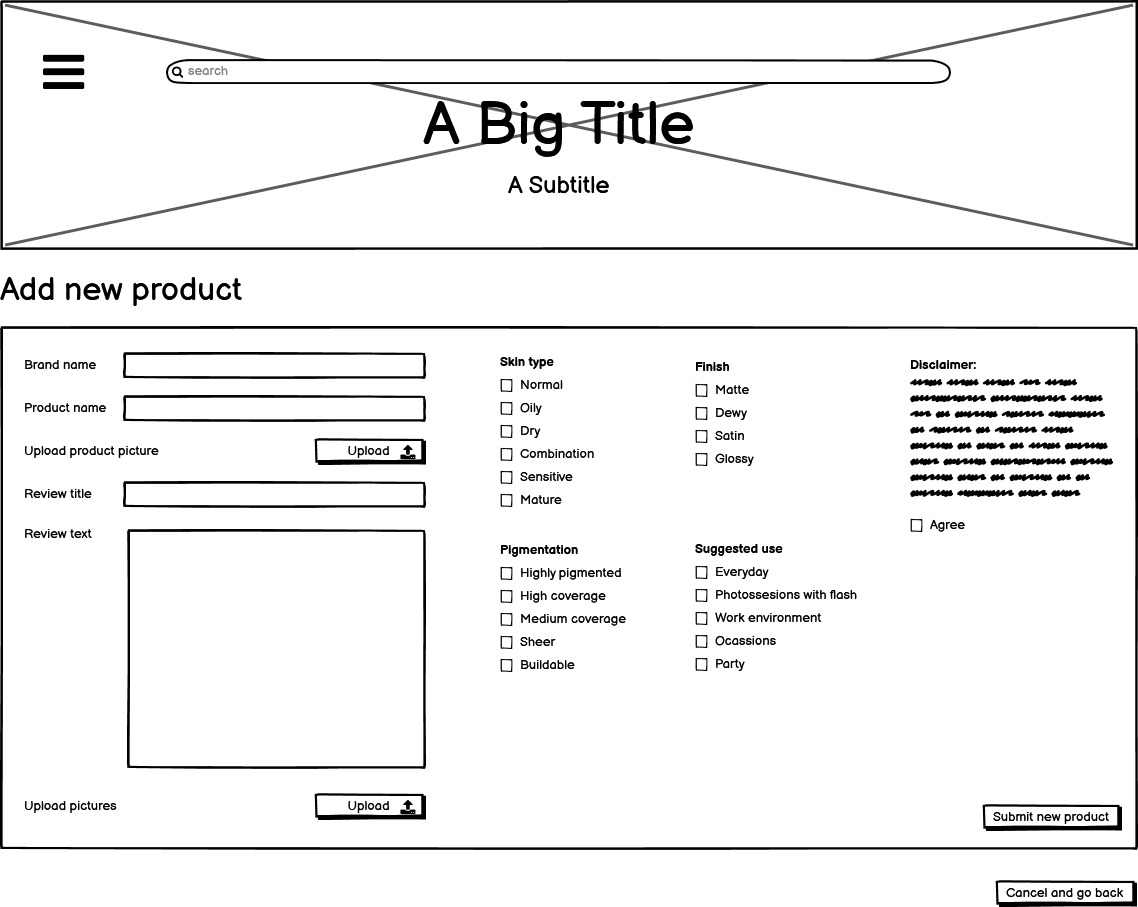 search
A Big Title
A Subtitle
Add new product
Brand name
Product name
Upload product picture
Upload
Review title
Review text
Upload pictures
Upload
Skin type
Normal
Oily
Dry
Combination
Sensitive
Mature
Pigmentation
Highly pigmented
High coverage
Medium coverage
Sheer
Buildable
Finish
Matte
Dewy
Satin
Glossy
Suggested use
Everyday
Photossesions with flash
Work environment
Ocassions
Party
Disclaimer:
Agree
Submit new product
Cancel and go back